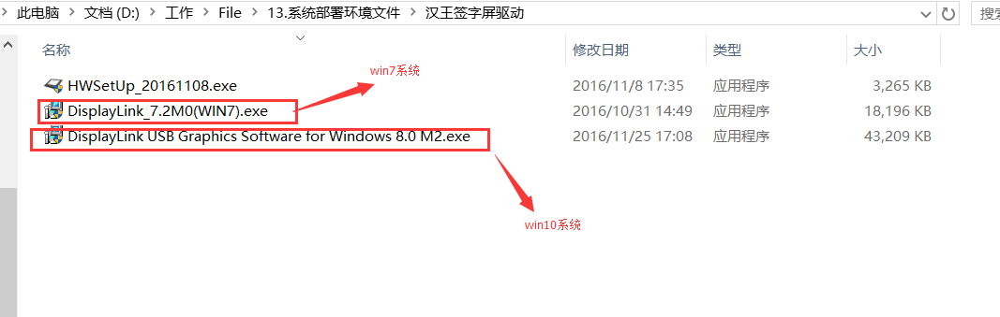 此电脑 > 文档 (D:) > 工作 > File > 13.系统部署环境文件 > 汉王签字屏驱动
名称 修改日期 类型 大小
win7系统
HWSetUp_20161108.exe 2016/11/8 17:35 应用程序 3,265 KB
DisplayLink_7.2M0(WIN7).exe 2016/10/31 14:49 应用程序 18,196 KB
DisplayLink USB Graphics Software for Windows 8.0 M2.exe 2016/11/25 17:08 应用程序 43,209 KB
win10系统